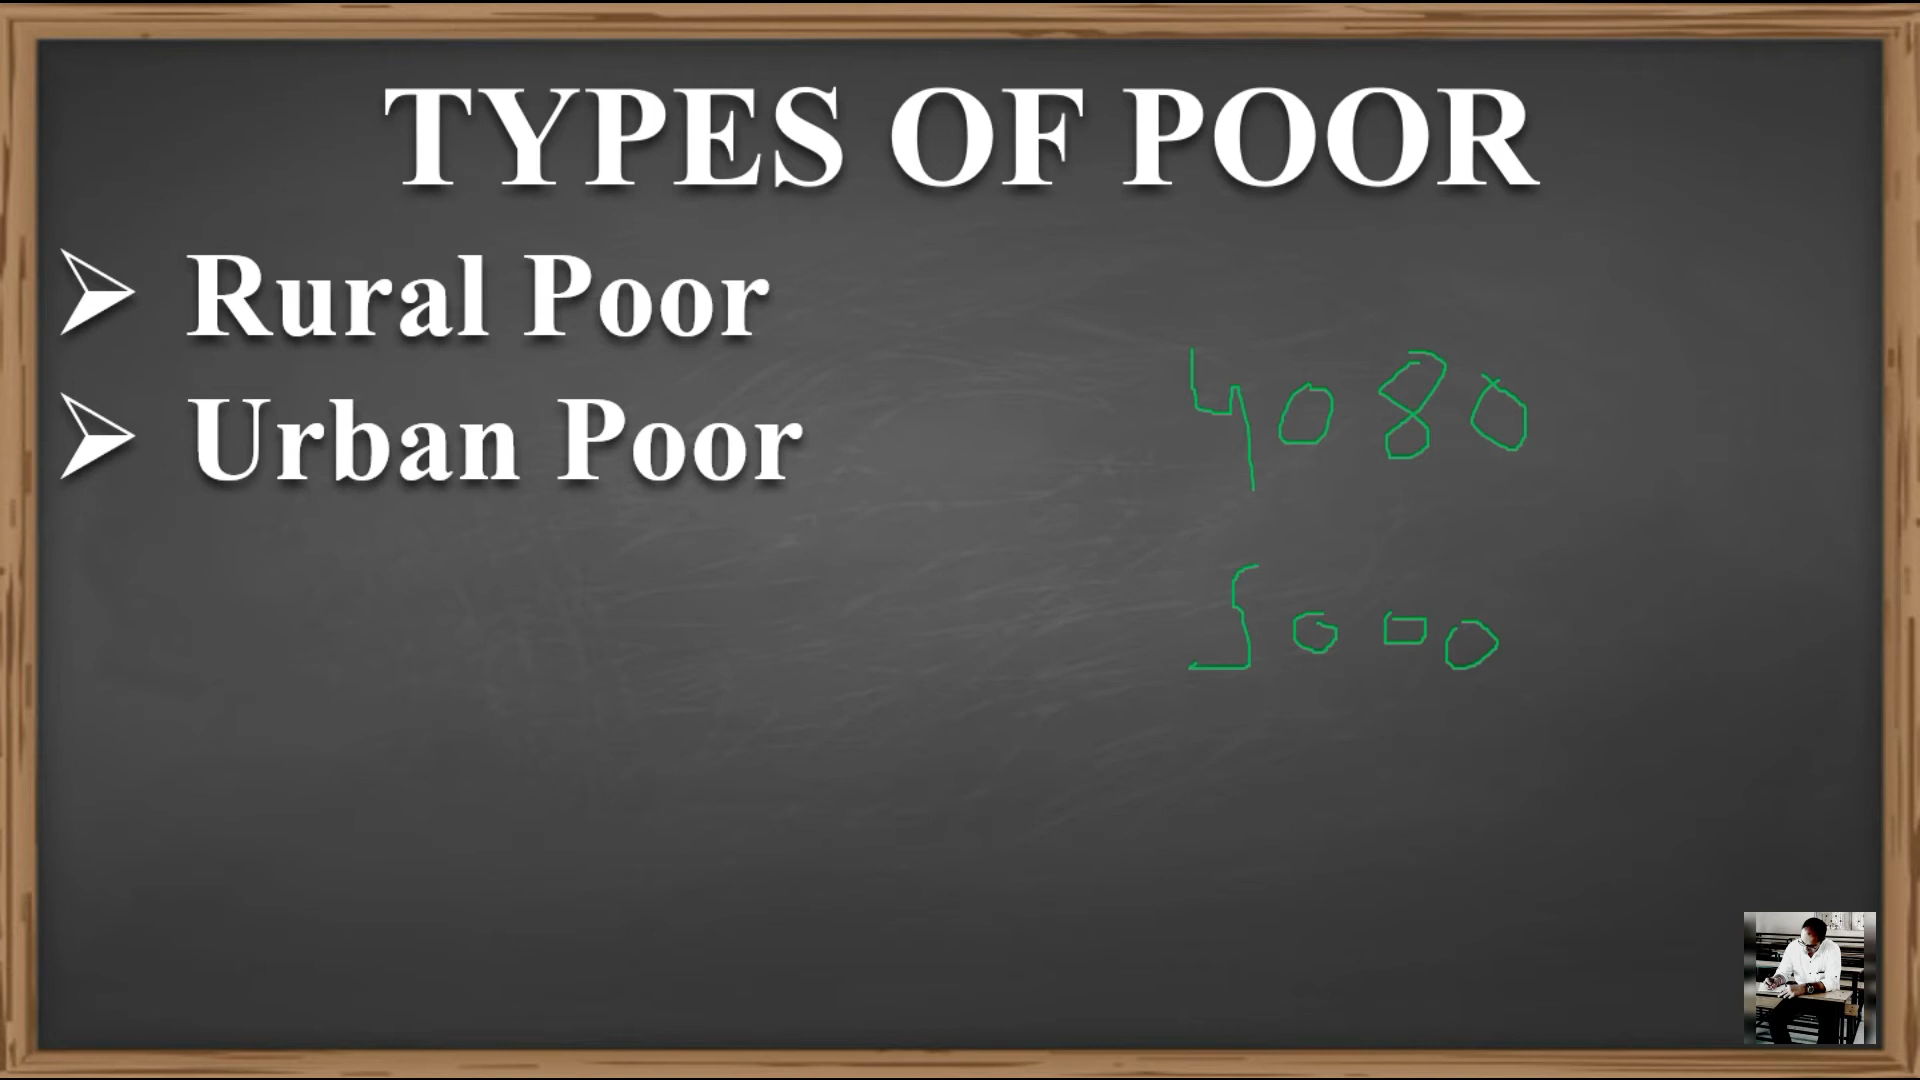 TYPES OF POOR
➢ Rural Poor
➢ Urban Poor
4080
5000